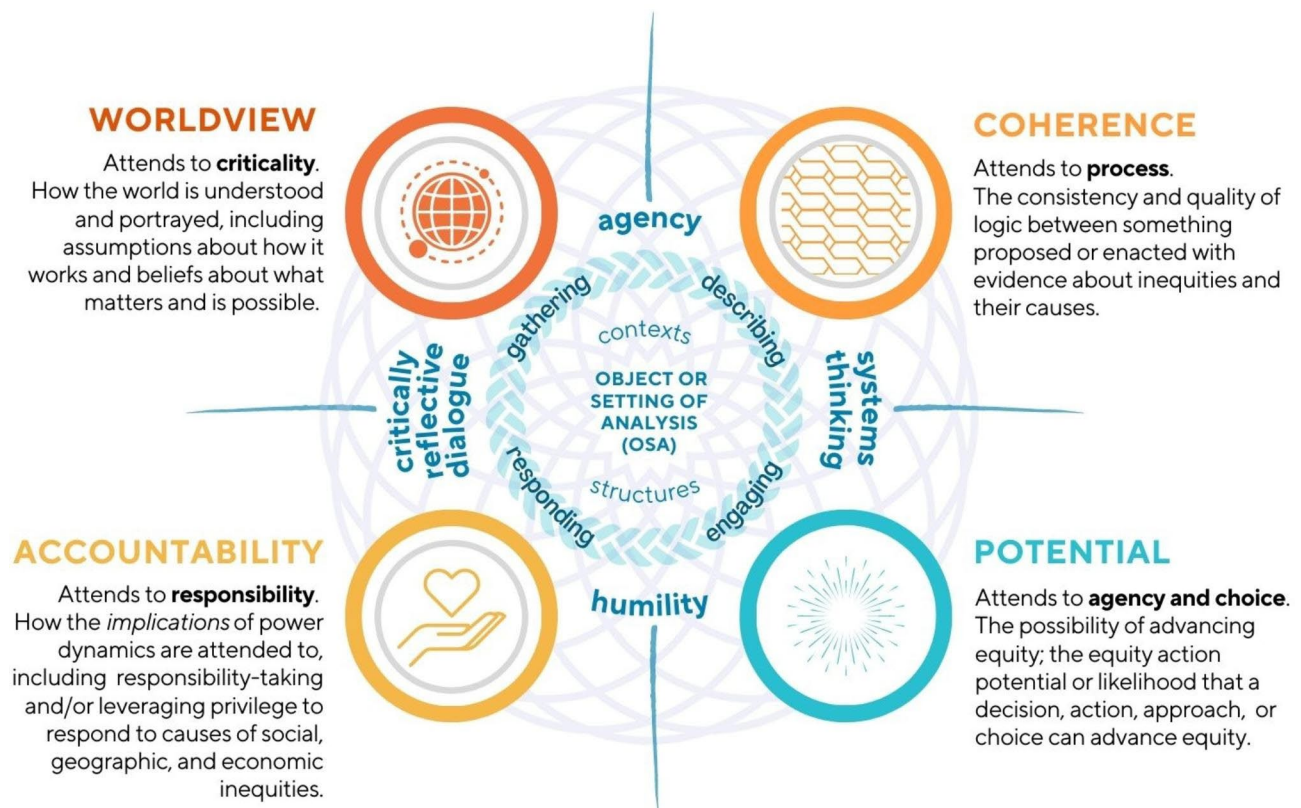 WORLDVIEW
Attends to criticality.
How the world is understood
and portrayed, including
assumptions about how it
works and beliefs about what
matters and is possible.
COHERENCE
Attends to process.
The consistency and quality of
logic between something
proposed or enacted with
evidence about inequities and
their causes.
agency
gathering
describing
contexts
OBJECT OR
SETTING OF
ANALYSIS
(OSA)
structures
responding
engaging
critically
reflective
dialogue
systems
thinking
humility
ACCOUNTABILITY
Attends to responsibility.
How the implications of power
dynamics are attended to,
including responsibility-taking
and/or leveraging privilege to
respond to causes of social,
geographic, and economic
inequities.
POTENTIAL
Attends to agency and choice.
The possibility of advancing
equity; the equity action
potential or likelihood that a
decision, action, approach, or
choice can advance equity.